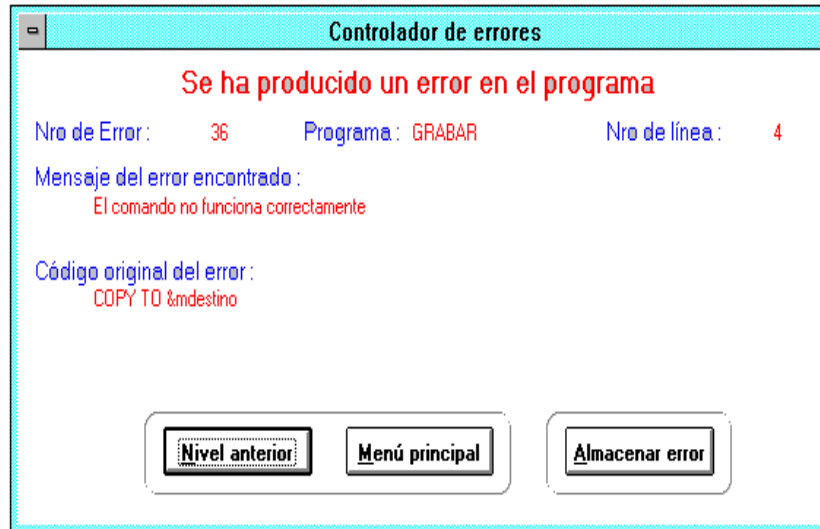 Controlador de errores
Se ha producido un error en el programa
Nro de Error : 36 Programa : GRABAR Nro de línea : 4
Mensaje del error encontrado :
El comando no funciona correctamente
Código original del error :
COPY TO &mdestino
Nivel anterior Menú principal Almacenar error